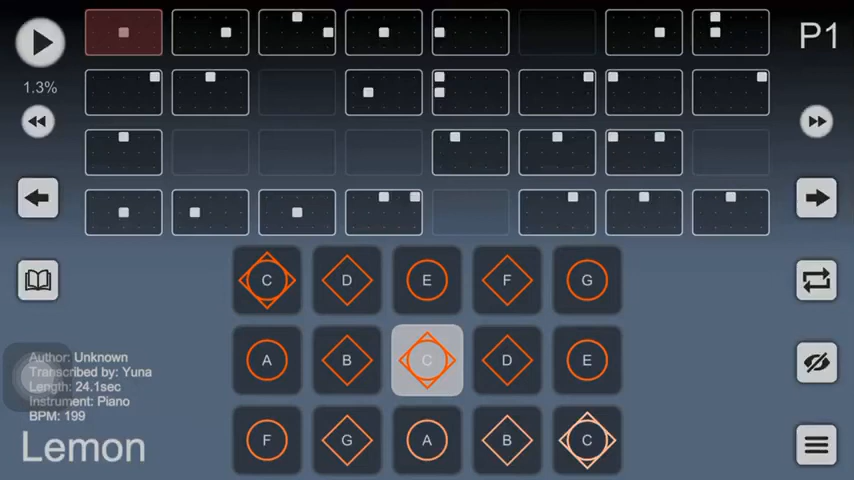 P1
1.3%
C D E F G
A B C D E
F G A B C
Author: Unknown
Transcribed by: Yuna
Length: 24.1sec
Instrument: Piano
BPM: 199
Lemon